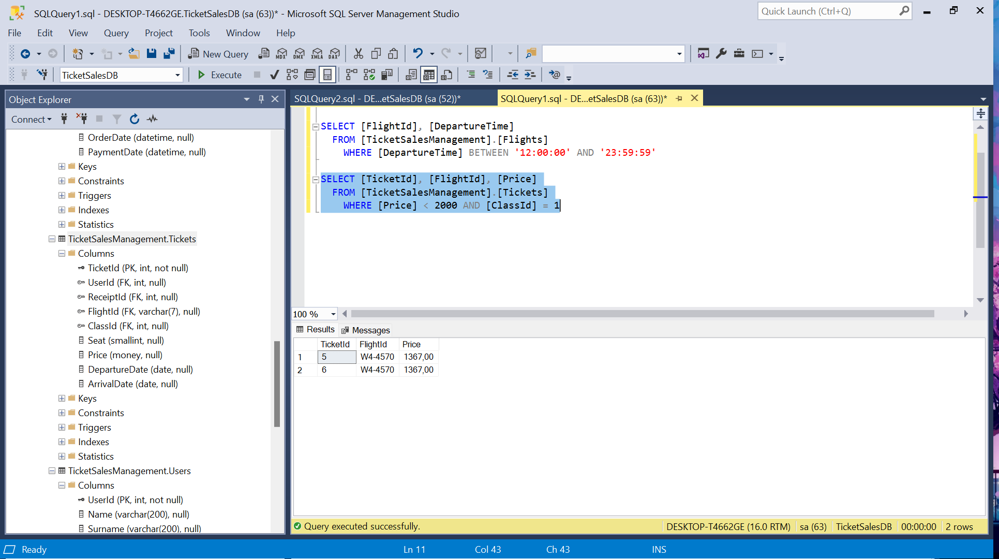 SQLQuery1.sql - DESKTOP-T4662GE.TicketSalesDB (sa (63))* - Microsoft SQL Server Management Studio
Quick Launch (Ctrl+Q)
File Edit View Query Project Tools Window Help
New Query MDX DMX XMLA DAX
TicketSalesDB Execute
Object Explorer
Connect
OrderDate (datetime, null)
PaymentDate (datetime, null)
Keys
Constraints
Triggers
Indexes
Statistics
TicketSalesManagement.Tickets
Columns
TicketId (PK, int, not null)
UserId (FK, int, null)
ReceiptId (FK, int, null)
FlightId (FK, varchar(7), null)
ClassId (FK, int, null)
Seat (smallint, null)
Price (money, null)
DepartureDate (date, null)
ArrivalDate (date, null)
Keys
Constraints
Triggers
Indexes
Statistics
TicketSalesManagement.Users
Columns
UserId (PK, int, not null)
Name (varchar(200), null)
Surname (varchar(200), null)
SQLQuery2.sql - DE...etSalesDB (sa (52))*
SQLQuery1.sql - DE...etSalesDB (sa (63))*
SELECT [FlightId], [DepartureTime]
FROM [TicketSalesManagement].[Flights]
WHERE [DepartureTime] BETWEEN '12:00:00' AND '23:59:59'
SELECT [TicketId], [FlightId], [Price]
FROM [TicketSalesManagement].[Tickets]
WHERE [Price] < 2000 AND [ClassId] = 1
100 %
Results Messages
TicketId FlightId Price
1 5 W4-4570 1367,00
2 6 W4-4570 1367,00
Query executed successfully.
DESKTOP-T4662GE (16.0 RTM) sa (63) TicketSalesDB 00:00:00 2 rows
Ready Ln 11 Col 43 Ch 43 INS